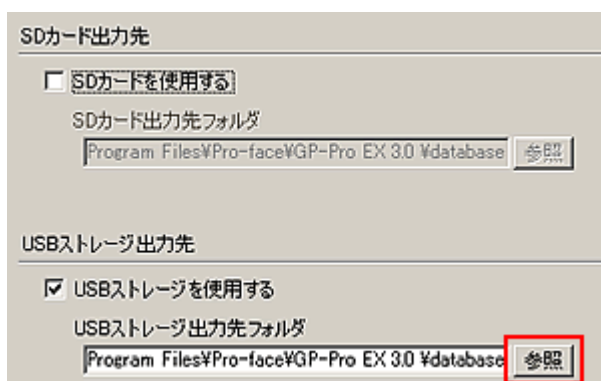 SDカード出力先
SDカードを使用する
SDカード出力先フォルダ
Program Files¥Pro-face¥GP-Pro EX 3.0 ¥database 参照
USBストレージ出力先
USBストレージを使用する
USBストレージ出力先フォルダ
Program Files¥Pro-face¥GP-Pro EX 3.0 ¥database 参照